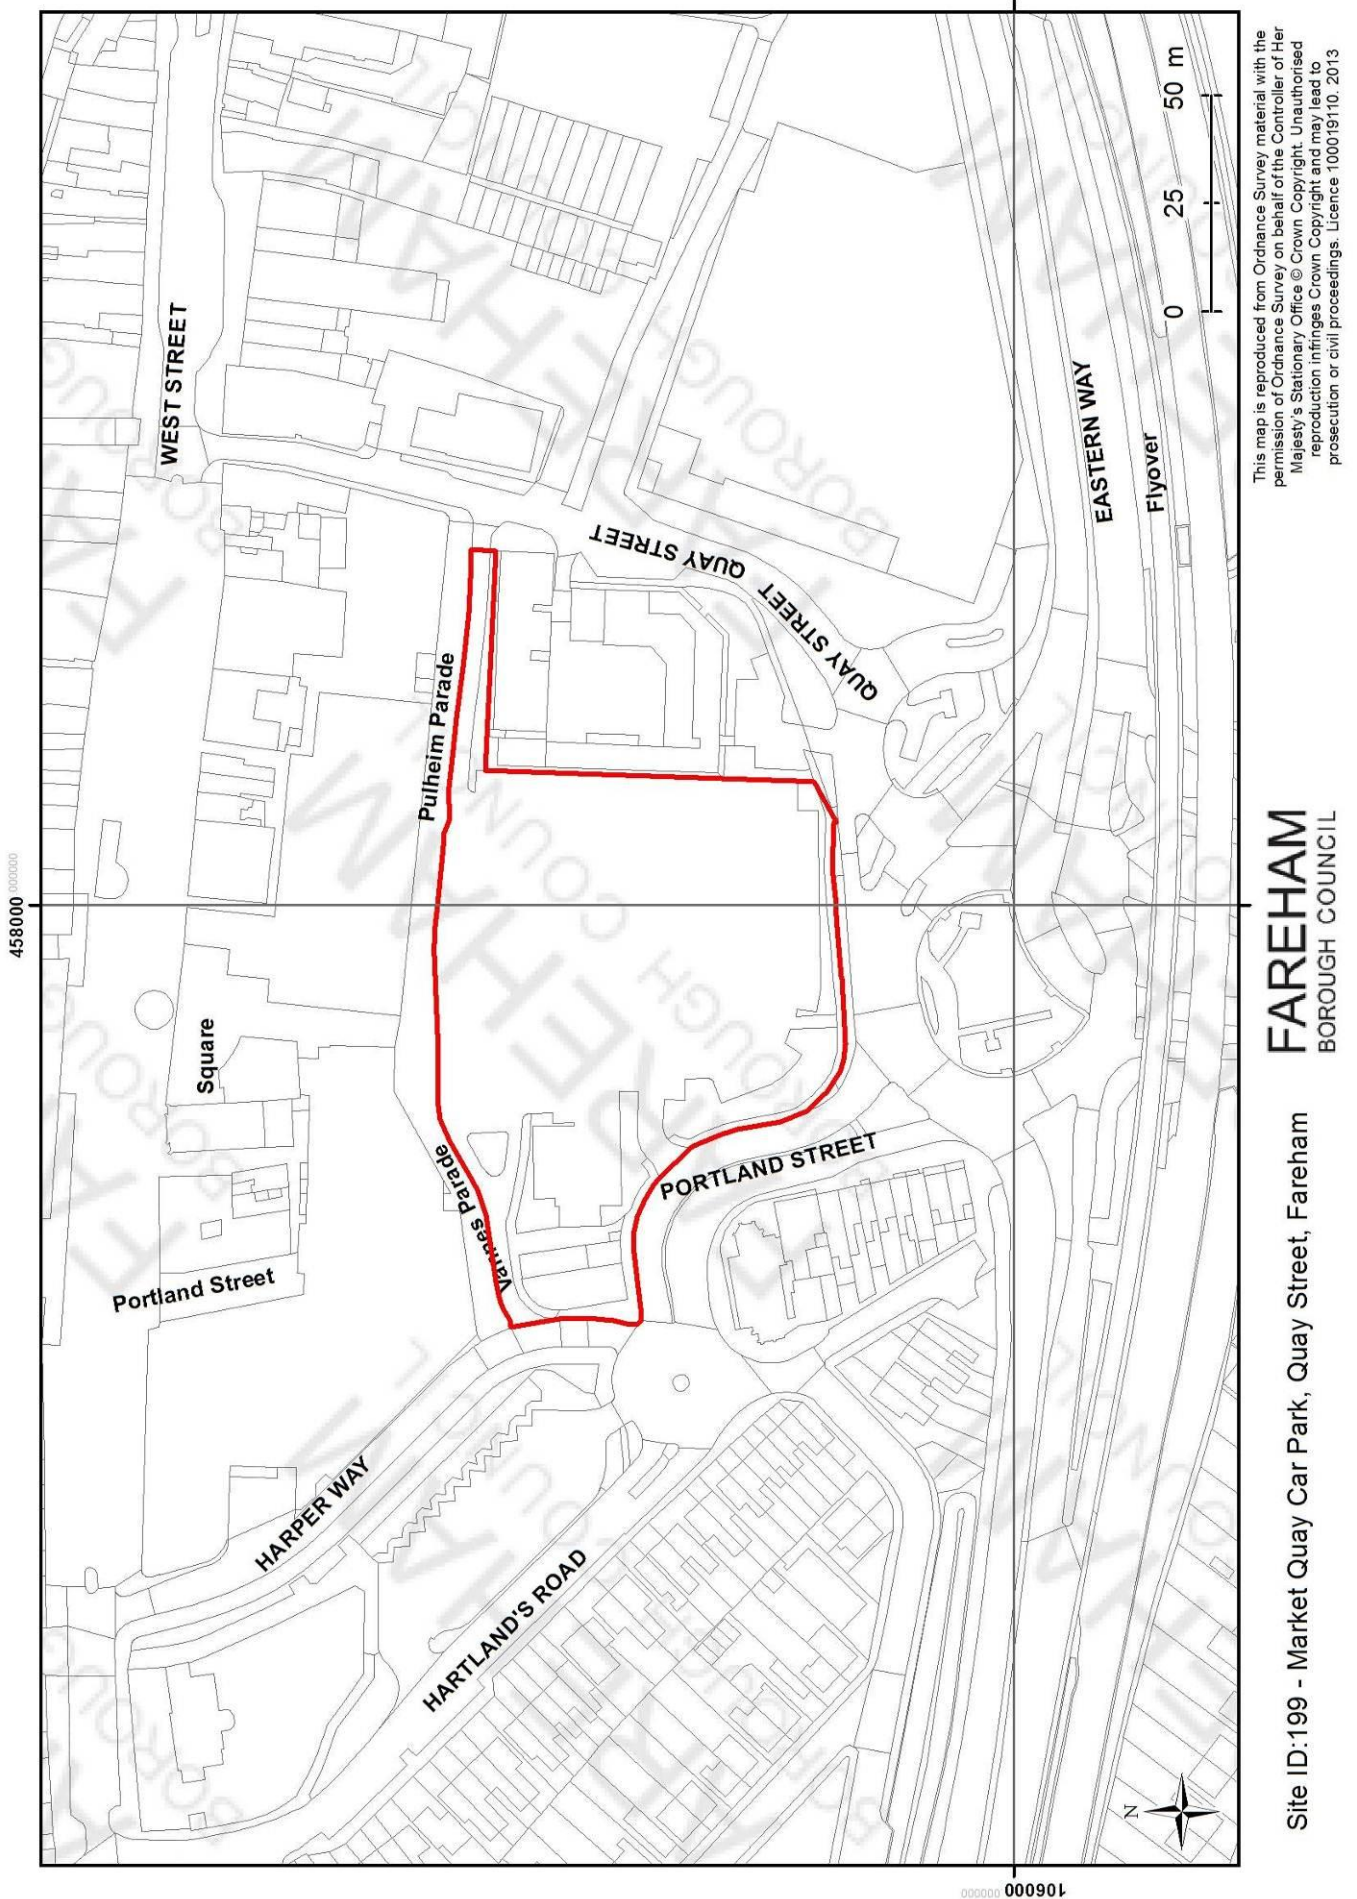 458000.000000
WEST STREET
Square
Portland Street
Pulheim Parade
Vannes Parade
HARPER WAY
HARTLAND'S ROAD
PORTLAND STREET
QUAY STREET
QUAY STREET
QUAY STREET
EASTERN WAY
Flyover
106000.000000
N
0 25 50 m
Site ID:199 - Market Quay Car Park, Quay Street, Fareham
FAREHAM
BOROUGH COUNCIL
This map is reproduced from Ordnance Survey material with the
permission of Ordnance Survey on behalf of the Controller of Her
Majesty's Stationary Office © Crown Copyright. Unauthorised
reproduction infringes Crown Copyright and may lead to
prosecution or civil proceedings. Licence 100019110. 2013